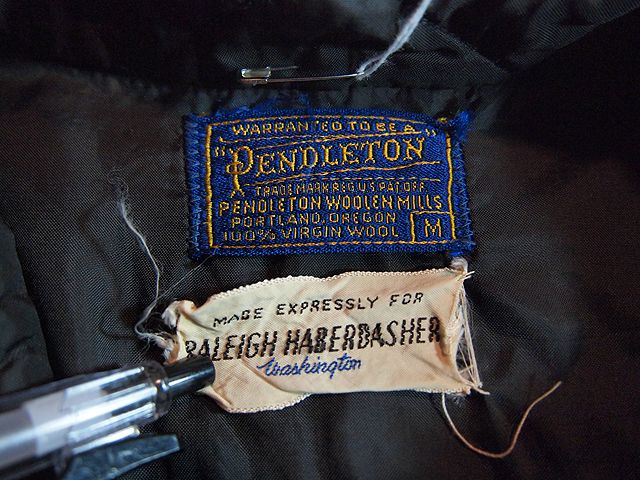 WARRANTED TO BE A
"PENDLETON"
TRADE MARK REG U.S. PAT. OFF.
PENDLETON WOOLEN MILLS
PORTLAND, OREGON
100% VIRGIN WOOL M
MADE EXPRESSLY FOR
RALEIGH HABERDASHER
Washington